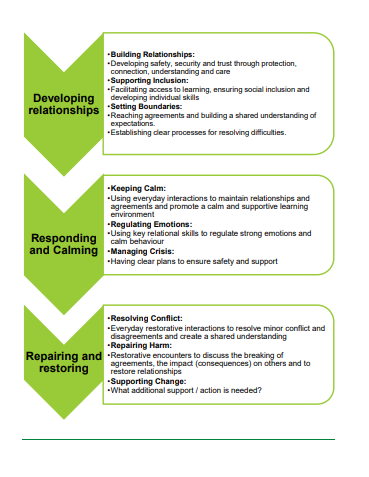 Developing
relationships
•Building Relationships:
•Developing safety, security and trust through protection,
connection, understanding and care
•Supporting Inclusion:
•Facilitating access to learning, ensuring social inclusion and
developing individual skills
•Setting Boundaries:
•Reaching agreements and building a shared understanding of
expectations.
•Establishing clear processes for resolving difficulties.
Responding
and Calming
•Keeping Calm:
•Using everyday interactions to maintain relationships and
agreements and promote a calm and supportive learning
environment
•Regulating Emotions:
•Using key relational skills to regulate strong emotions and
calm behaviour
•Managing Crisis:
•Having clear plans to ensure safety and support
Repairing and
restoring
•Resolving Conflict:
•Everyday restorative interactions to resolve minor conflict and
disagreements and create a shared understanding
•Repairing Harm:
•Restorative encounters to discuss the breaking of
agreements, the impact (consequences) on others and to
restore relationships
•Supporting Change:
•What additional support / action is needed?